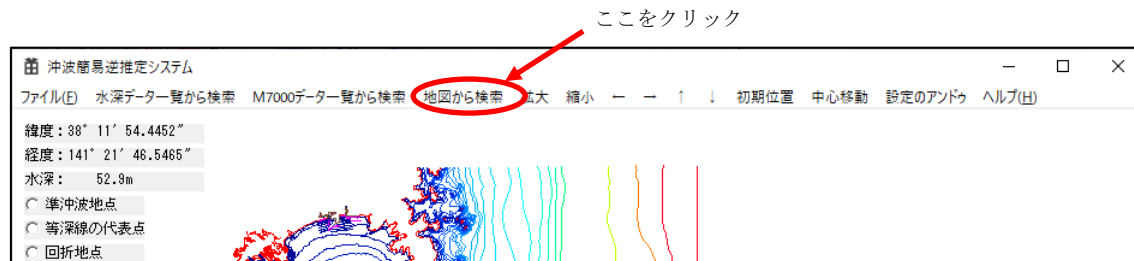 ここをクリック
沖波簡易逆推定システム
ファイル(F) 水深データ一覧から検索 M7000データ一覧から検索 地図から検索 拡大 縮小 ← → ↑ ↓ 初期位置 中心移動 設定のアンドゥ ヘルプ(H)
緯度：38° 11′ 54.4452″
経度：141° 21′ 46.5465″
水深： 52.9m
準沖波地点
等深線の代表点
回折地点